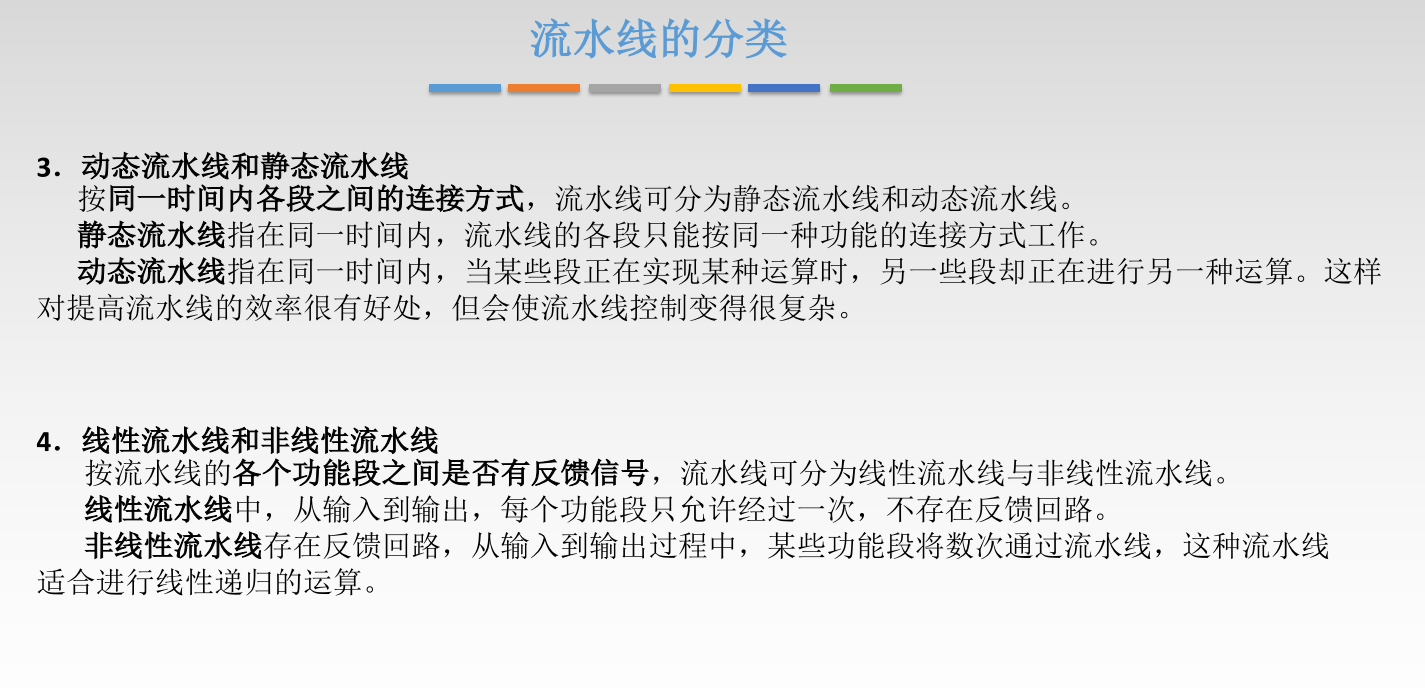 流水线的分类
3．动态流水线和静态流水线
按同一时间内各段之间的连接方式，流水线可分为静态流水线和动态流水线。
静态流水线指在同一时间内，流水线的各段只能按同一种功能的连接方式工作。
动态流水线指在同一时间内，当某些段正在实现某种运算时，另一些段却正在进行另一种运算。这样
对提高流水线的效率很有好处，但会使流水线控制变得很复杂。
4．线性流水线和非线性流水线
按流水线的各个功能段之间是否有反馈信号，流水线可分为线性流水线与非线性流水线。
线性流水线中，从输入到输出，每个功能段只允许经过一次，不存在反馈回路。
非线性流水线存在反馈回路，从输入到输出过程中，某些功能段将数次通过流水线，这种流水线
适合进行线性递归的运算。